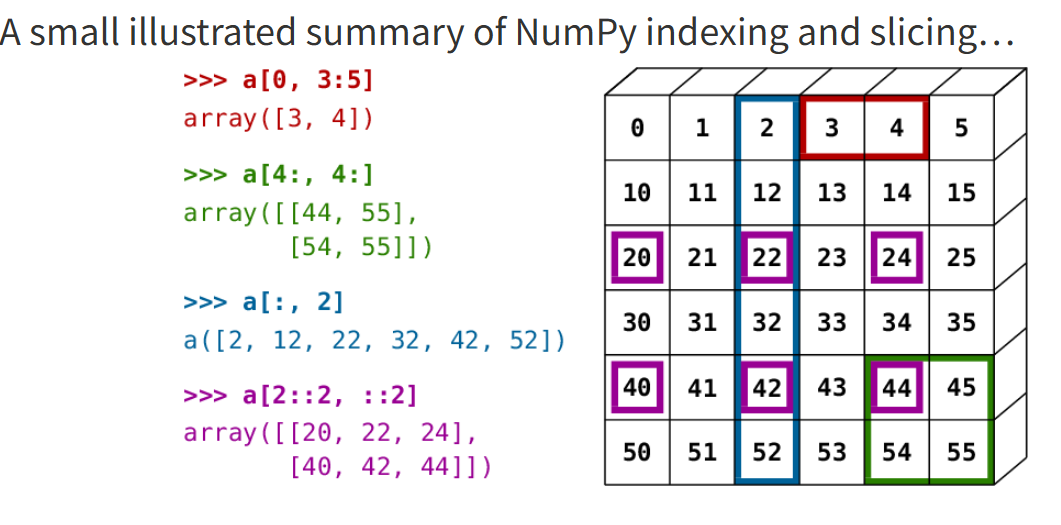 A small illustrated summary of NumPy indexing and slicing...
>>> a[0, 3:5]
array([3, 4])
>>> a[4:, 4:]
array([[44, 55],
       [54, 55]])
>>> a[:, 2]
a([2, 12, 22, 32, 42, 52])
>>> a[2::2, ::2]
array([[20, 22, 24],
       [40, 42, 44]])
0 1 2 3 4 5
10 11 12 13 14 15
20 21 22 23 24 25
30 31 32 33 34 35
40 41 42 43 44 45
50 51 52 53 54 55